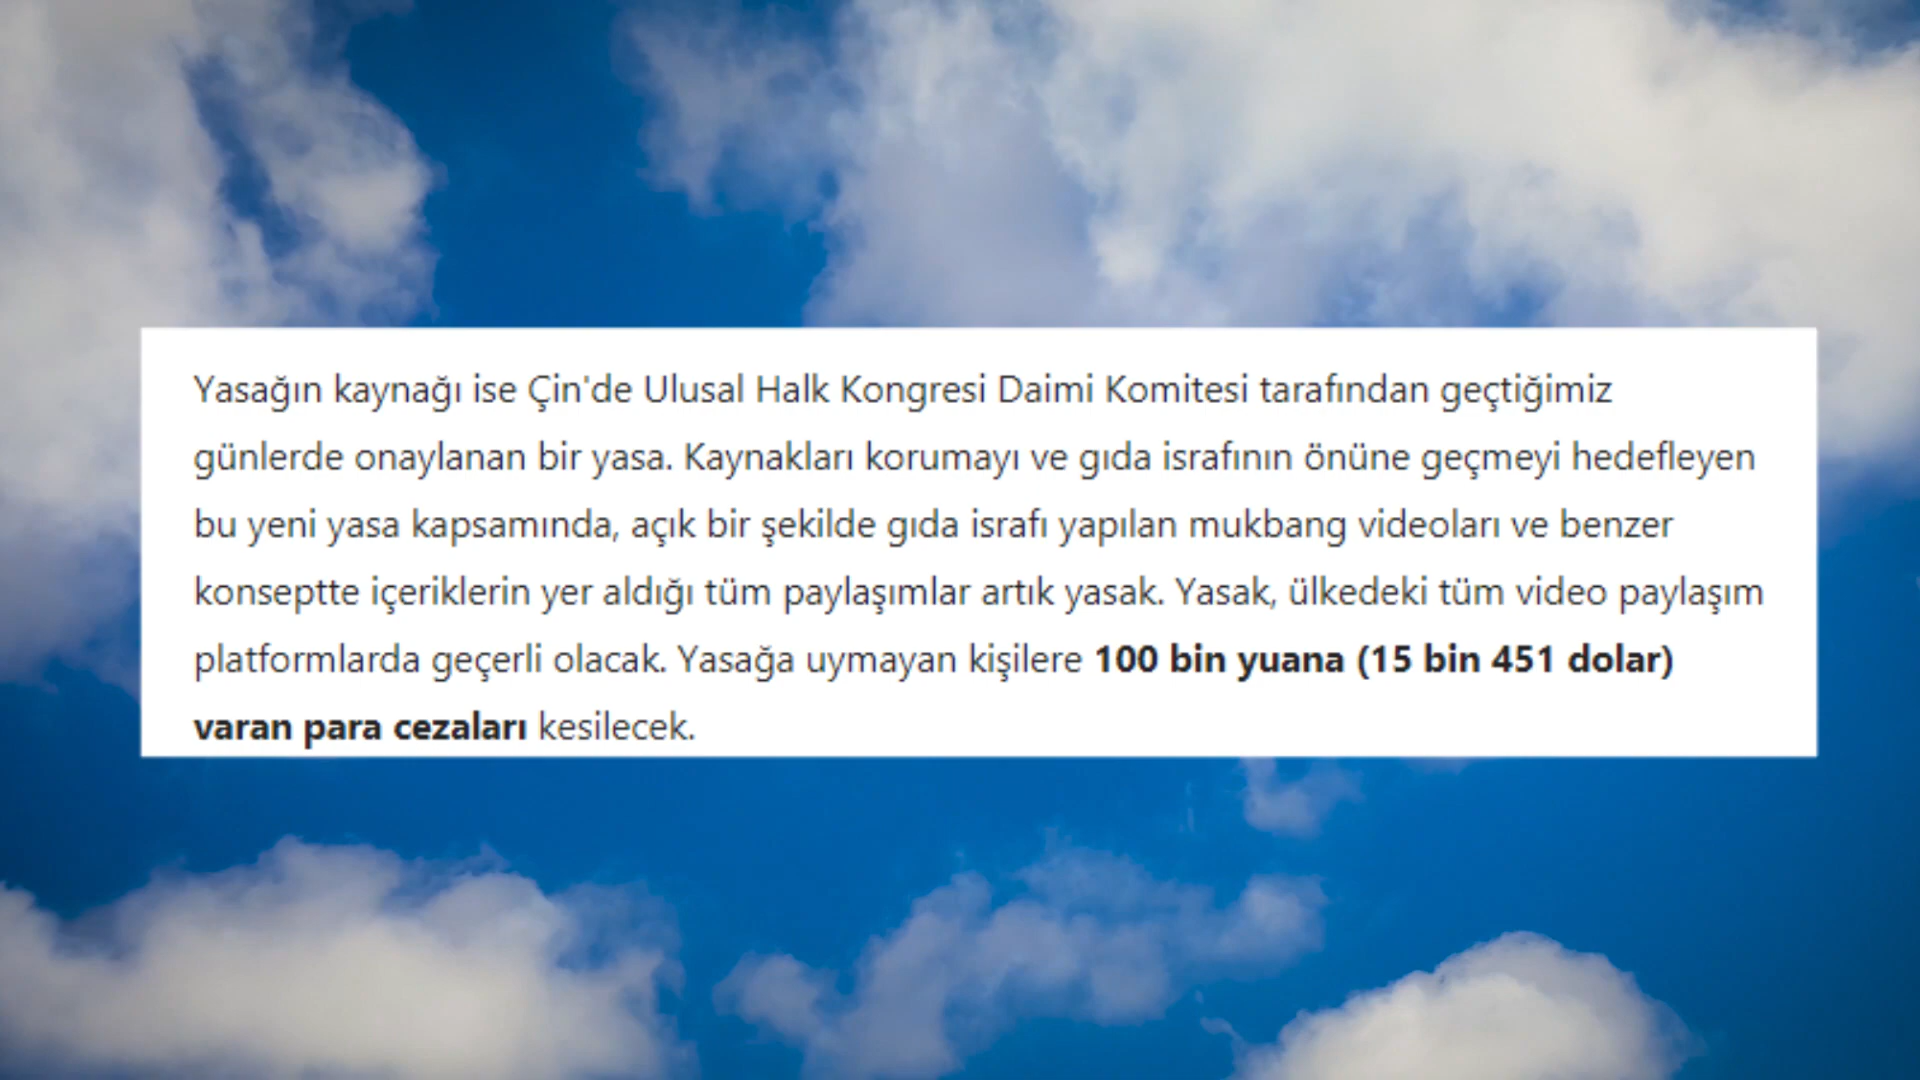 Yasağın kaynağı ise Çin'de Ulusal Halk Kongresi Daimi Komitesi tarafından geçtiğimiz
günlerde onaylanan bir yasa. Kaynakları korumayı ve gıda israfının önüne geçmeyi hedefleyen
bu yeni yasa kapsamında, açık bir şekilde gıda israfı yapılan mukbang videoları ve benzer
konseptte içeriklerin yer aldığı tüm paylaşımlar artık yasak. Yasak, ülkedeki tüm video paylaşım
platformlarda geçerli olacak. Yasağa uymayan kişilere 100 bin yuana (15 bin 451 dolar)
varan para cezaları kesilecek.